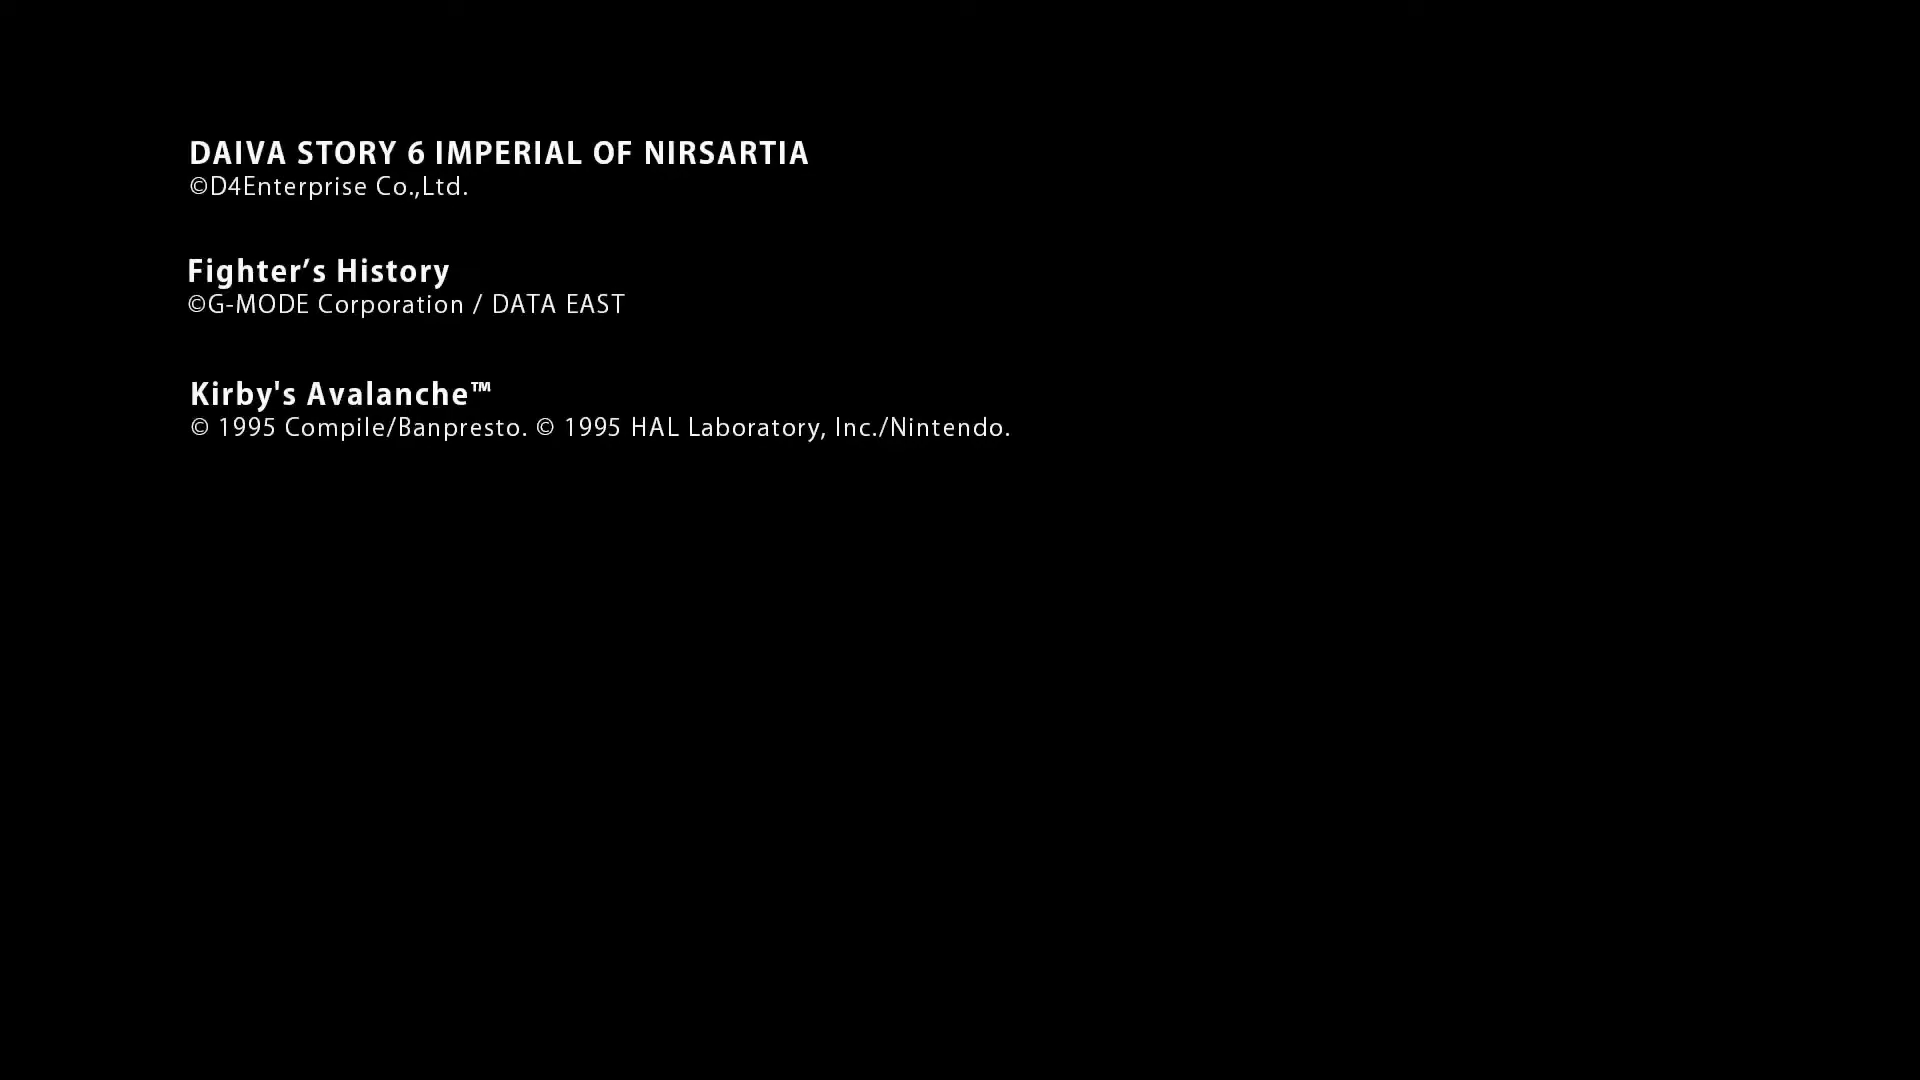 DAIVA STORY 6 IMPERIAL OF NIRSARTIA
©D4Enterprise Co.,Ltd.
Fighter’s History
©G-MODE Corporation / DATA EAST
Kirby's Avalanche™
© 1995 Compile/Banpresto. © 1995 HAL Laboratory, Inc./Nintendo.